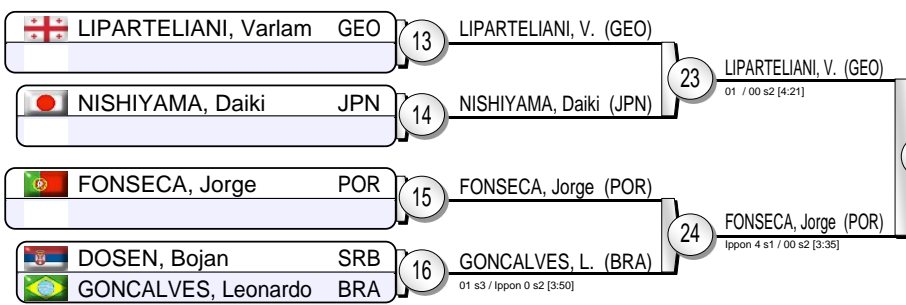 LIPARTELIANI, Varlam GEO
13
LIPARTELIANI, V. (GEO)
23
LIPARTELIANI, V. (GEO)
01 / 00 s2 [4:21]
NISHIYAMA, Daiki JPN
14
NISHIYAMA, Daiki (JPN)
FONSECA, Jorge POR
15
FONSECA, Jorge (POR)
24
FONSECA, Jorge (POR)
Ippon 4 s1 / 00 s2 [3:35]
DOSEN, Bojan SRB
GONCALVES, Leonardo BRA
16
GONCALVES, L. (BRA)
01 s3 / Ippon 0 s2 [3:50]